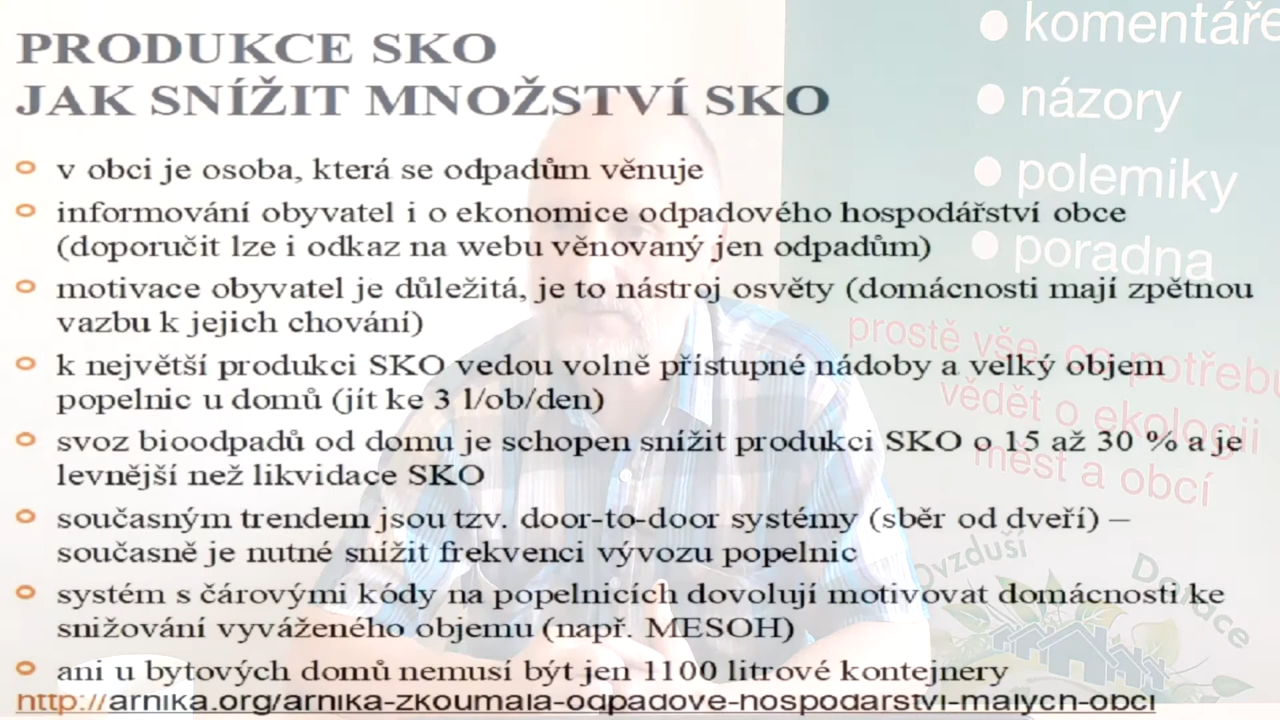 PRODUKCE SKO
JAK SNÍŽIT MNOŽSTVÍ SKO
v obci je osoba, která se odpadům věnuje
informování obyvatel i o ekonomice odpadového hospodářství obce
(doporučit lze i odkaz na webu věnovaný jen odpadům)
motivace obyvatel je důležitá, je to nástroj osvěty (domácnosti mají zpětnou
vazbu k jejich chování)
k největší produkci SKO vedou volně přístupné nádoby a velký objem
popelnic u domů (jít ke 3 l/ob/den)
svoz bioodpadů od domu je schopen snížit produkci SKO o 15 až 30 % a je
levnější než likvidace SKO
současným trendem jsou tzv. door-to-door systémy (sběr od dveří) –
současně je nutné snížit frekvenci vývozu popelnic
systém s čárovými kódy na popelnicích dovolují motivovat domácnosti ke
snižování vyváženého objemu (např. MESOH)
ani u bytových domů nemusí být jen 1100 litrové kontejnery
http://arnika.org/arnika-zkoumala-odpadove-hospodarstvi-malych-obci
komentáře
názory
polemiky
poradna
prostě vše, co potřebu
vědět o ekologii
měst a obcí
Ovzduší